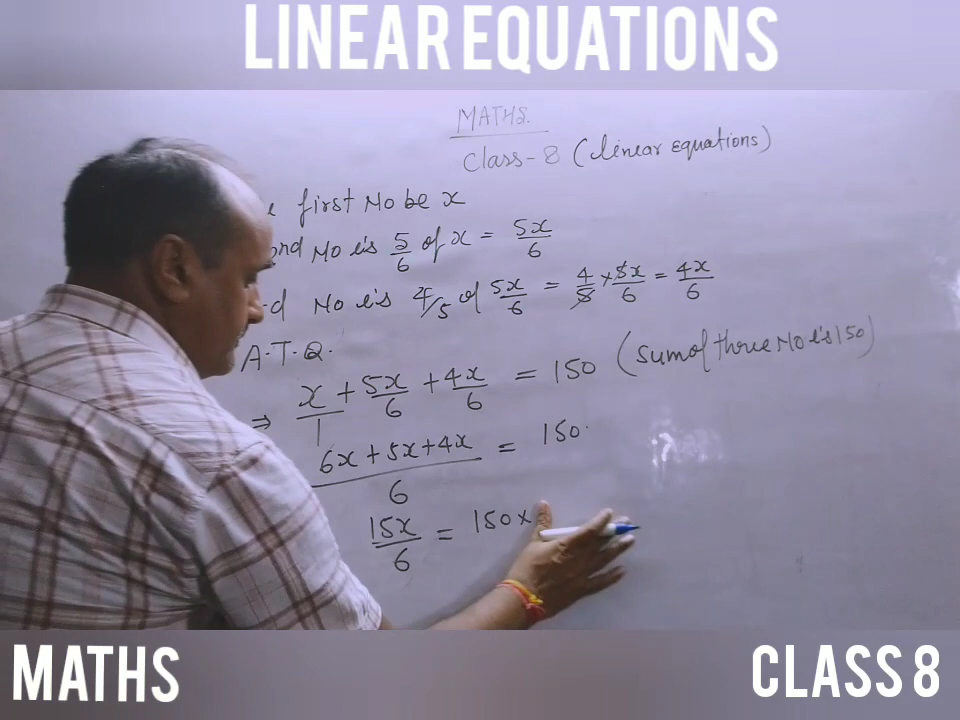 LINEAR EQUATIONS
MATHS.
Class-8 (linear equations)
first No be x
No is 5/6 of x = 5x/6
No is 4/5 of 5x/6 = 4/5 × 5x/6 = 4x/6
A.T.Q.
⇒ x/1 + 5x/6 + 4x/6 = 150 (sum of three No is 150)
6x + 5x + 4x / 6 = 150.
15x/6 = 150 x
MATHS
CLASS 8